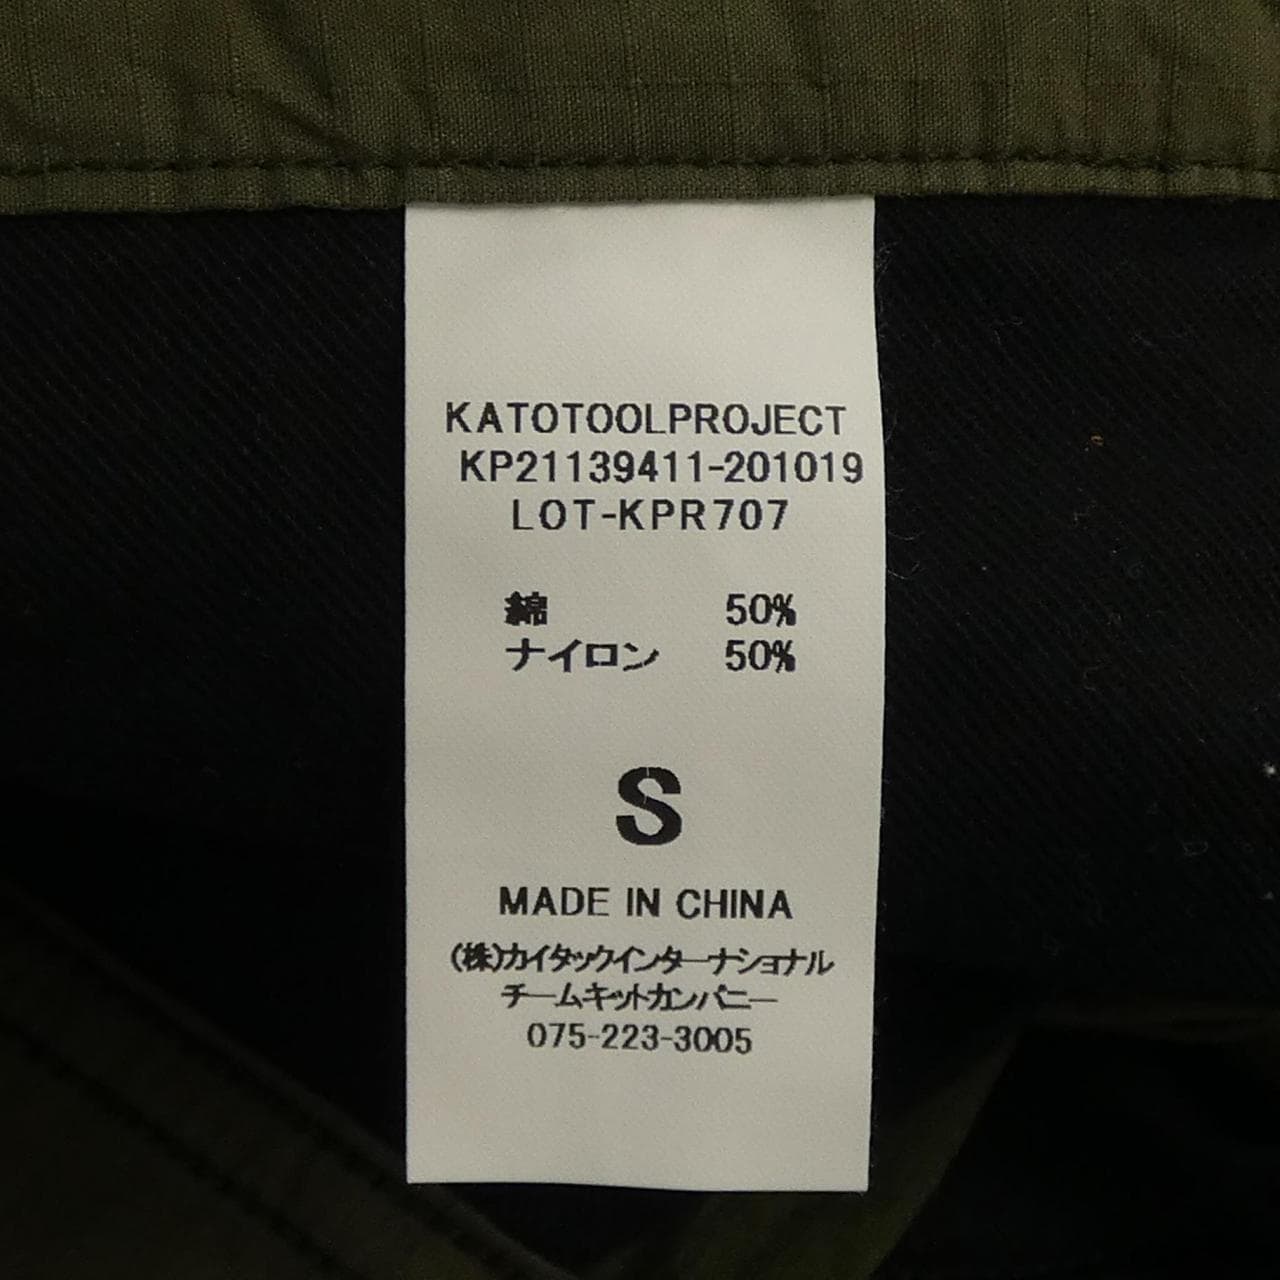 KATOTOOLPROJECT
KP21139411-201019
LOT-KPR707
綿 50%
ナイロン 50%
S
MADE IN CHINA
(株)カイタックインターナショナル
チームキットカンパニー
075-223-3005